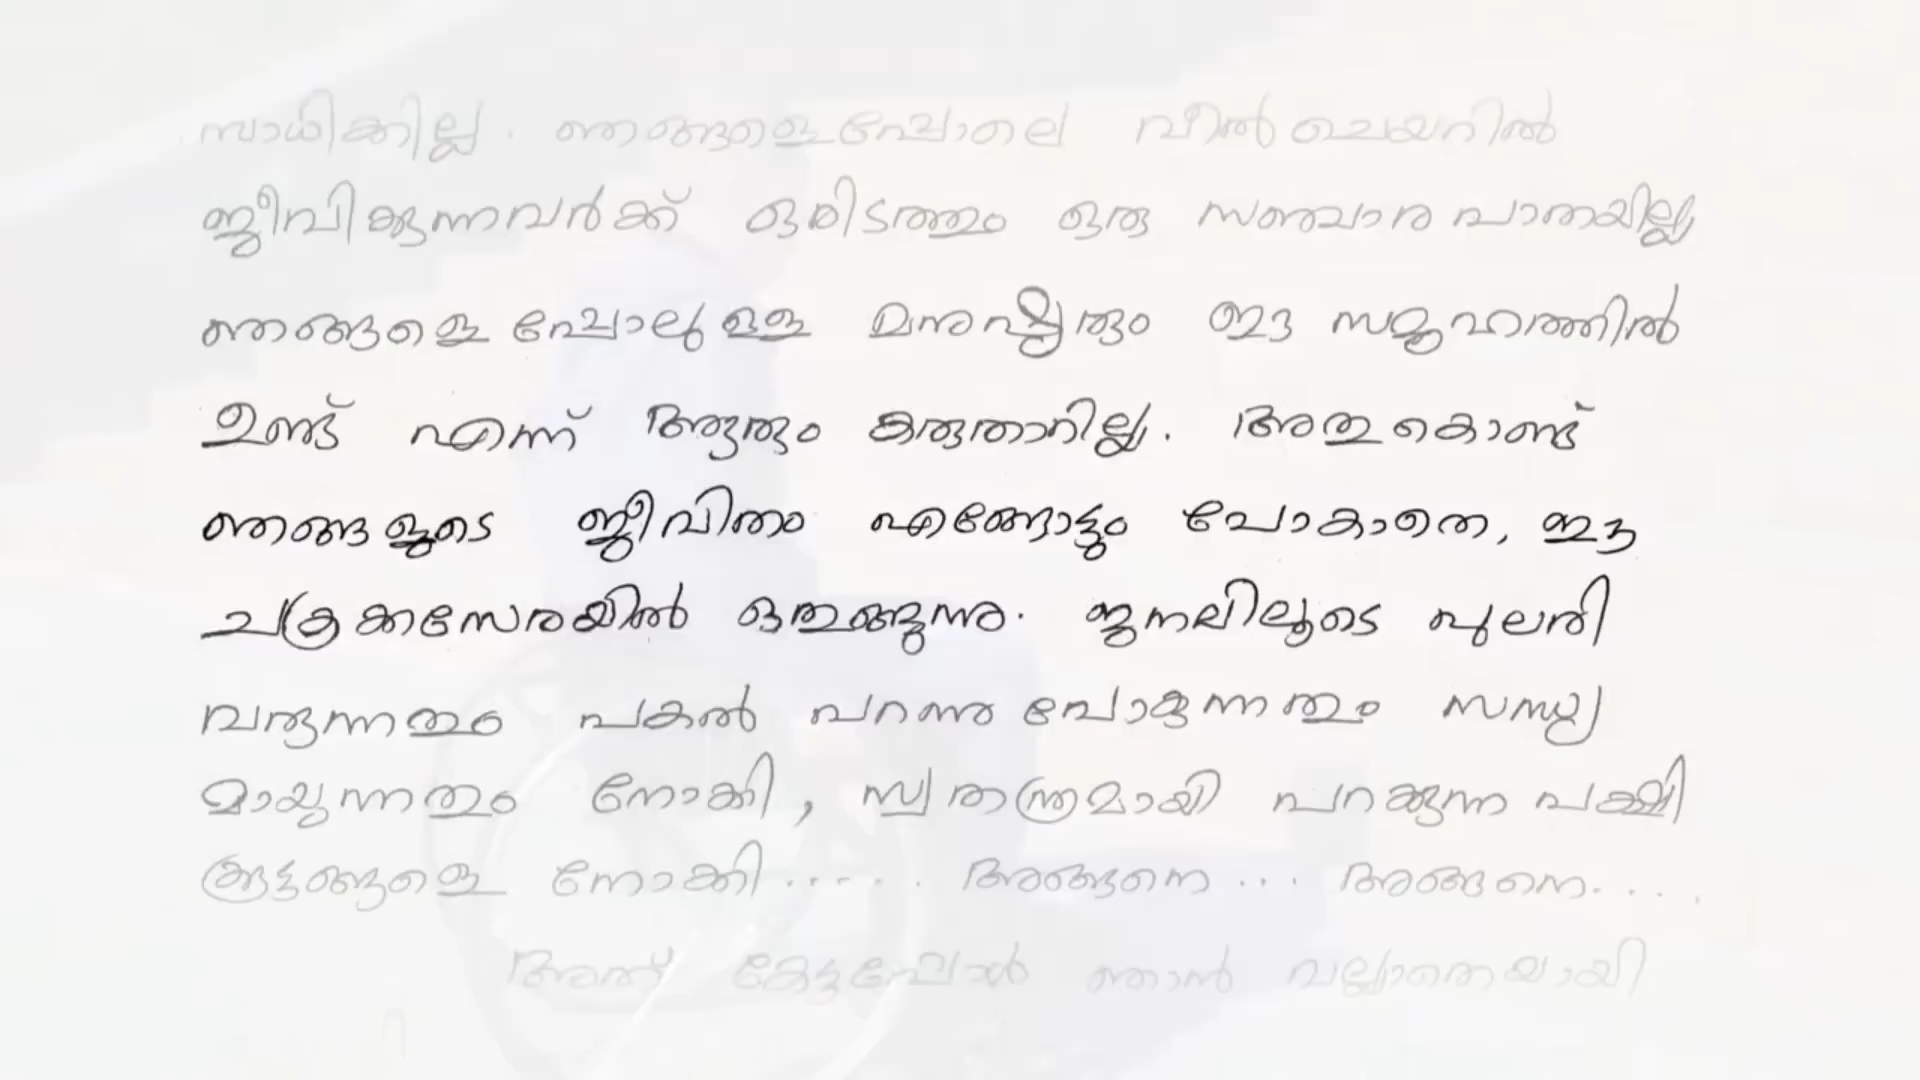 സാധിക്കില്ല. ഞങ്ങളെപ്പോലെ വീൽചെയറിൽ
ജീവിക്കുന്നവർക്ക് ഒരിടത്തും ഒരു സഞ്ചാര പാതയില്ല
ഞങ്ങളെ പ്പോലുള്ള മനുഷ്യരും ഈ സമൂഹത്തിൽ
ഉണ്ട് എന്ന് ആരും കരുതാറില്ല. അതുകൊണ്ട്
ഞങ്ങളുടെ ജീവിതം എങ്ങോട്ടും പോകാതെ, ഈ
ചക്രക്കസേരയിൽ ഒതുങ്ങുന്നു. ജനലിലൂടെ പുലരി
വരുന്നതും പകൽ പറന്നു പോകുന്നതും സന്ധ്യ
മായുന്നതും നോക്കി, സ്വതന്ത്രമായി പറക്കുന്ന പക്ഷി
കൂട്ടങ്ങളെ നോക്കി...... അങ്ങനെ... അങ്ങനെ....
അത് കേട്ടപ്പോൾ ഞാൻ വല്ലാതെയായി